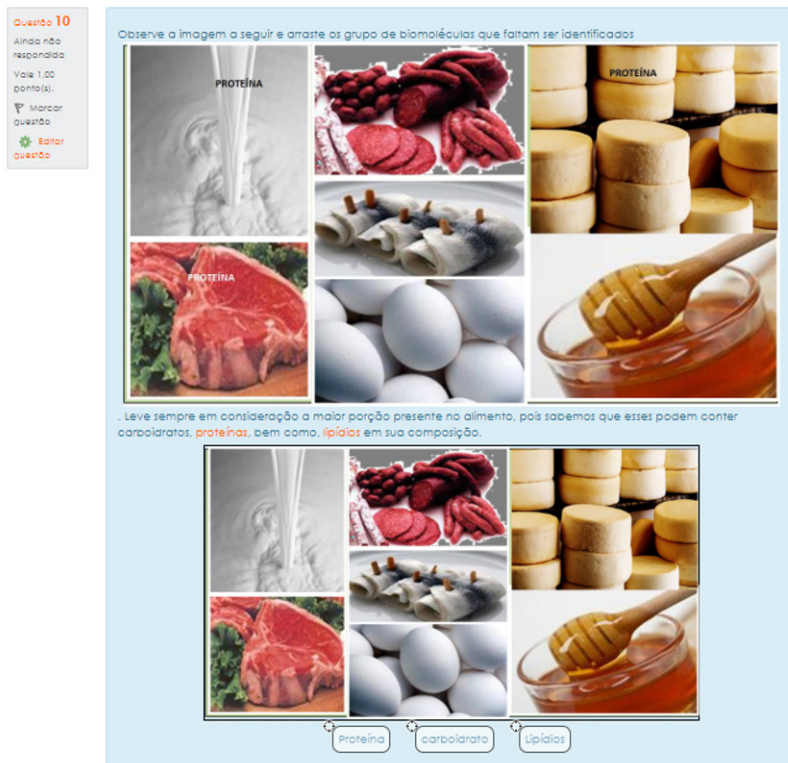 Questão 10
Ainda não
respondida
Vale 1,00
ponto(s).
Marcar
questão
Editar
questão
Observe a imagem a seguir e arraste os grupo de biomoléculas que faltam ser identificados
PROTEÍNA
PROTEÍNA
PROTEÍNA
. Leve sempre em consideração a maior porção presente no alimento, pois sabemos que esses podem conter
carboidratos, proteínas, bem como, lipídios em sua composição.
Proteína
carboidrato
Lipídios